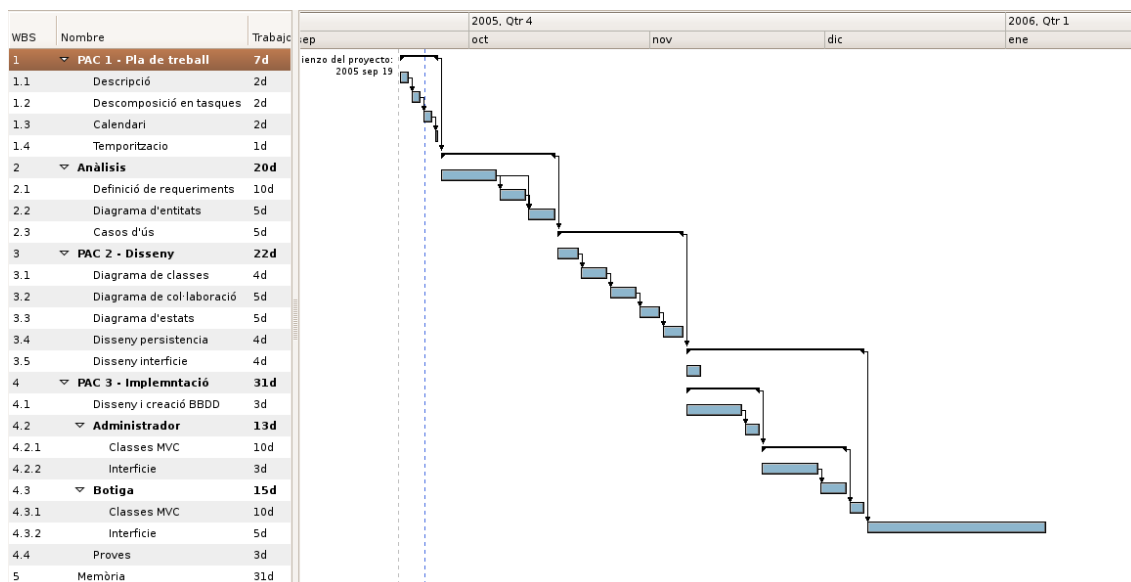 WBS Nombre Trabajo
1 PAC 1 - Pla de treball 7d
1.1 Descripció 2d
1.2 Descomposició en tasques 2d
1.3 Calendari 2d
1.4 Temporització 1d
2 Anàlisis 20d
2.1 Definició de requeriments 10d
2.2 Diagrama d'entitats 5d
2.3 Casos d'ús 5d
3 PAC 2 - Disseny 22d
3.1 Diagrama de classes 4d
3.2 Diagrama de col·laboració 5d
3.3 Diagrama d'estats 5d
3.4 Disseny persistencia 4d
3.5 Disseny interficie 4d
4 PAC 3 - Implemntació 31d
4.1 Disseny i creació BBDD 3d
4.2 Administrador 13d
4.2.1 Classes MVC 10d
4.2.2 Interficie 3d
4.3 Botiga 15d
4.3.1 Classes MVC 10d
4.3.2 Interficie 5d
4.4 Proves 3d
5 Memòria 31d
2005, Qtr 4 2006, Qtr 1
sep oct nov dic ene
ienzo del proyecto:
2005 sep 19